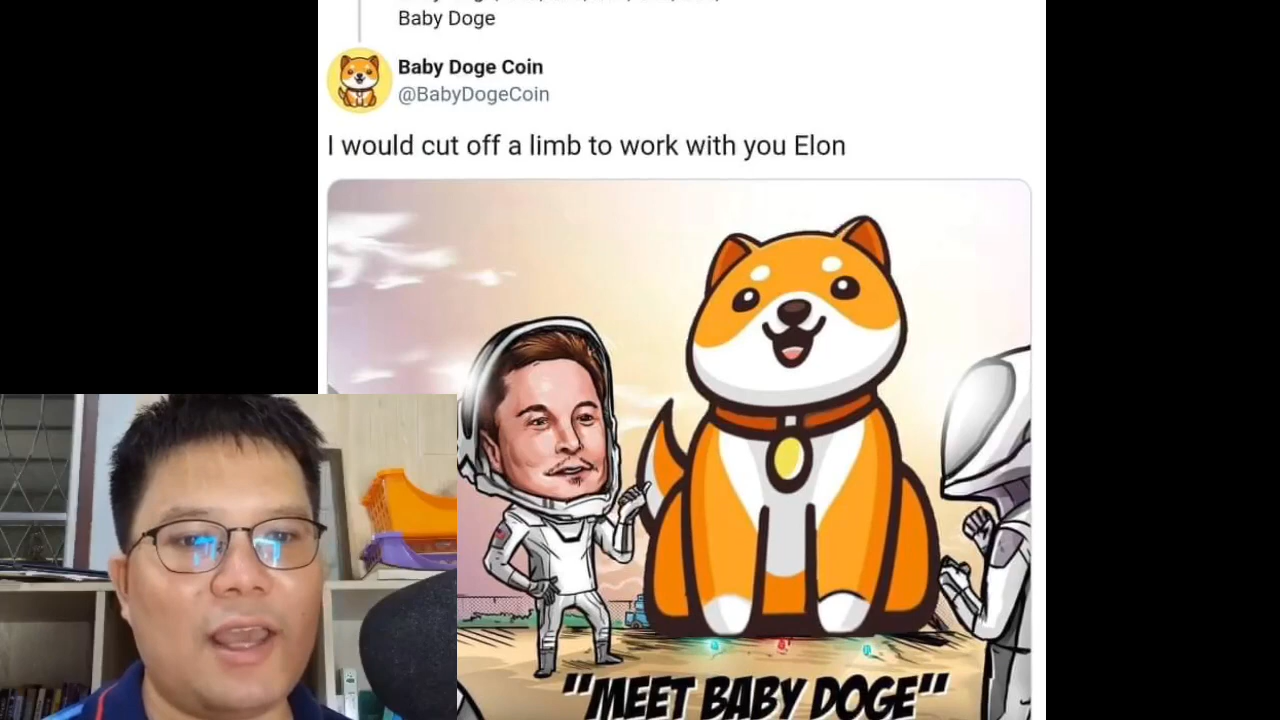 Baby Doge
Baby Doge Coin
@BabyDogeCoin
I would cut off a limb to work with you Elon
"MEET BABY DOGE"